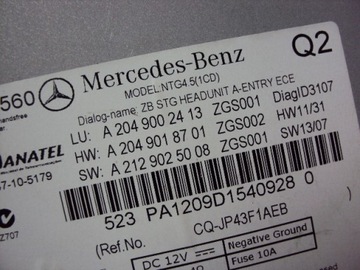 560
andsfree
Mercedes-Benz
Q2
MODEL:NTG4.5(1CD)
Dialog-name: ZB STG HEADUNIT A-ENTRY ECE
LU: A 204 900 24 13 ZGS001 DiagID3107
HW: A 204 901 87 01 ZGS002 HW11/31
SW: A 212 902 50 08 ZGS001 SW13/07
ANATEL
7-10-5179
Z707
523 PA1209D1540928 0
(Ref.No. CQ-JP43F1AEB
DC 12V
Negative Ground
Fuse 10A